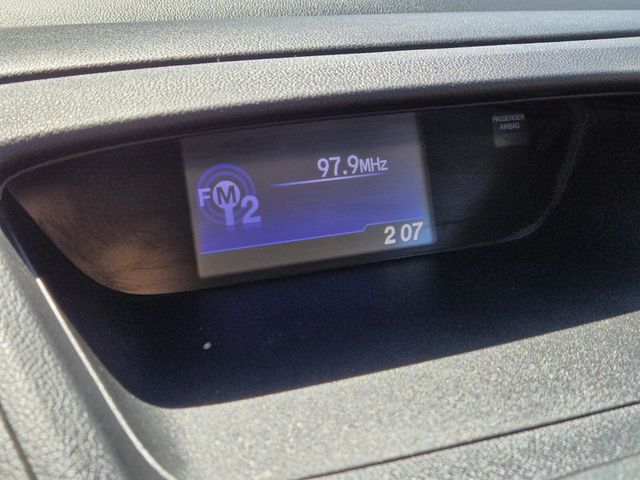 PASSENGER
AIRBAG
97.9MHz
FM2
2 07